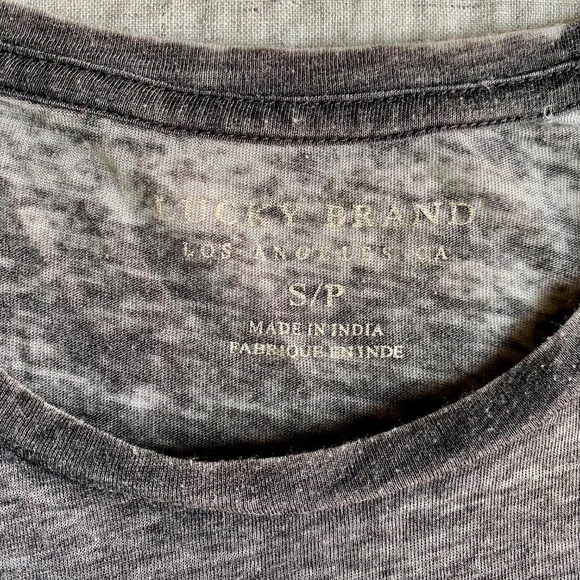 LUCKY BRAND
LOS ANGELES CA
S/P
MADE IN INDIA
FABRIQUE EN INDE